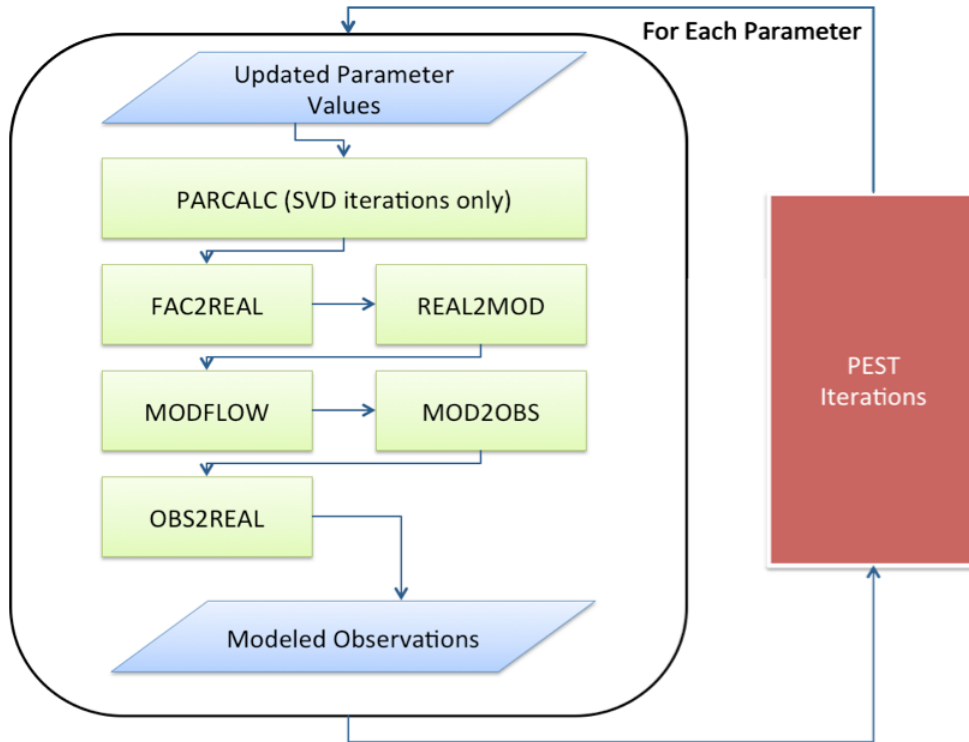 For Each Parameter
Updated Parameter
Values
PARCALC (SVD iterations only)
FAC2REAL
REAL2MOD
MODFLOW
MOD2OBS
OBS2REAL
Modeled Observations
PEST
Iterations